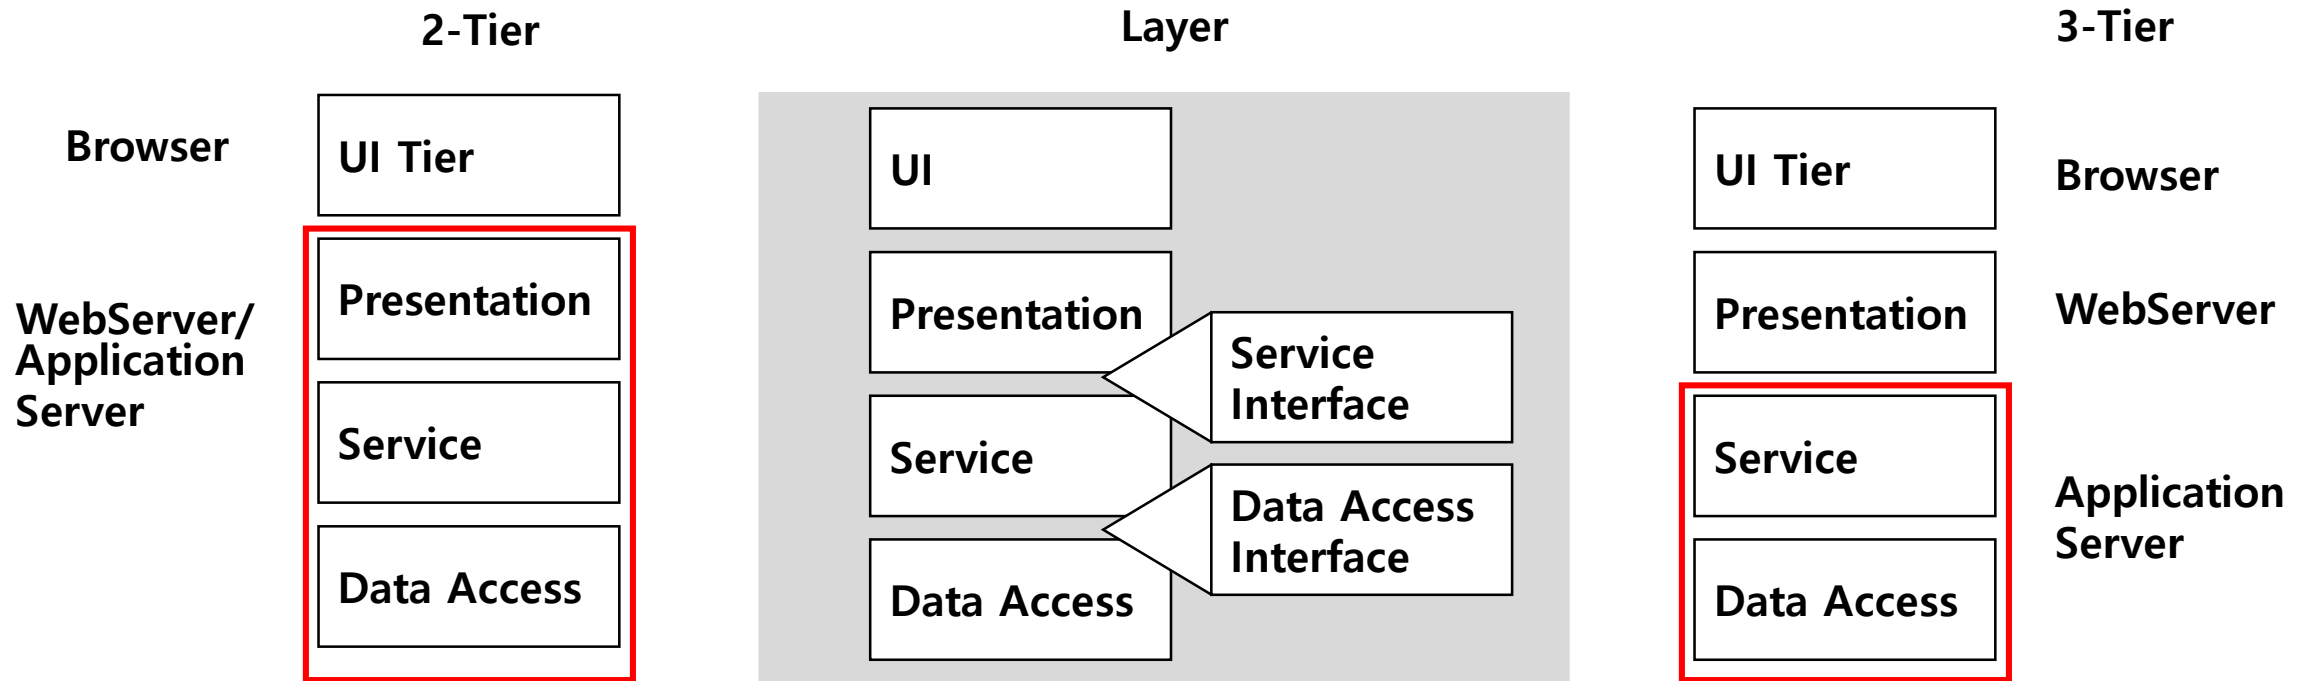 2-Tier
Layer
3-Tier
Browser
UI Tier
WebServer/
Application
Server
Presentation
Service
Data Access
UI
Presentation
Service
Interface
Service
Data Access
Interface
Data Access
UI Tier
Browser
Presentation
WebServer
Service
Application
Server
Data Access